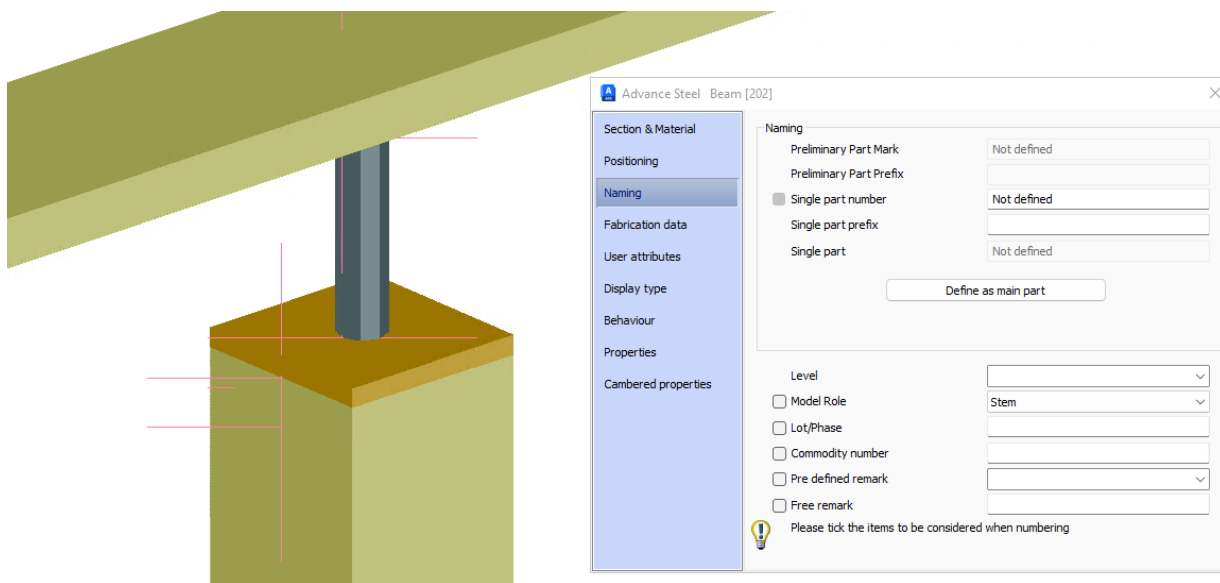 Advance Steel Beam [202]
Section & Material
Positioning
Naming
Fabrication data
User attributes
Display type
Behaviour
Properties
Cambered properties
Naming
Preliminary Part Mark Not defined
Preliminary Part Prefix
Single part number Not defined
Single part prefix
Single part Not defined
Define as main part
Level
Model Role Stem
Lot/Phase
Commodity number
Pre defined remark
Free remark
Please tick the items to be considered when numbering